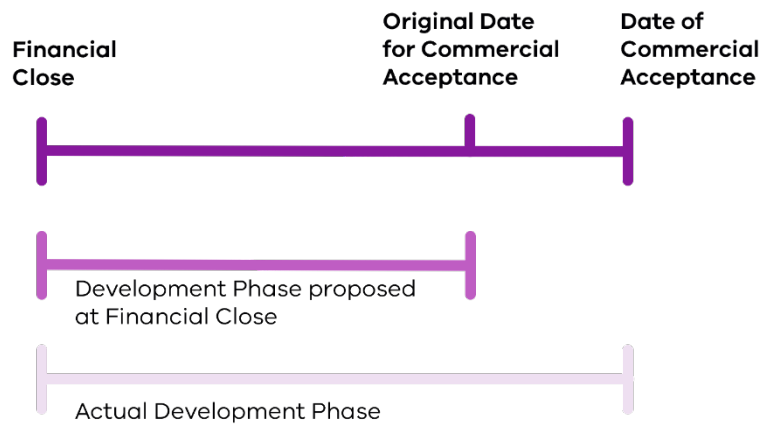 Financial
Close
Original Date
for Commercial
Acceptance
Date of
Commercial
Acceptance
Development Phase proposed
at Financial Close
Actual Development Phase